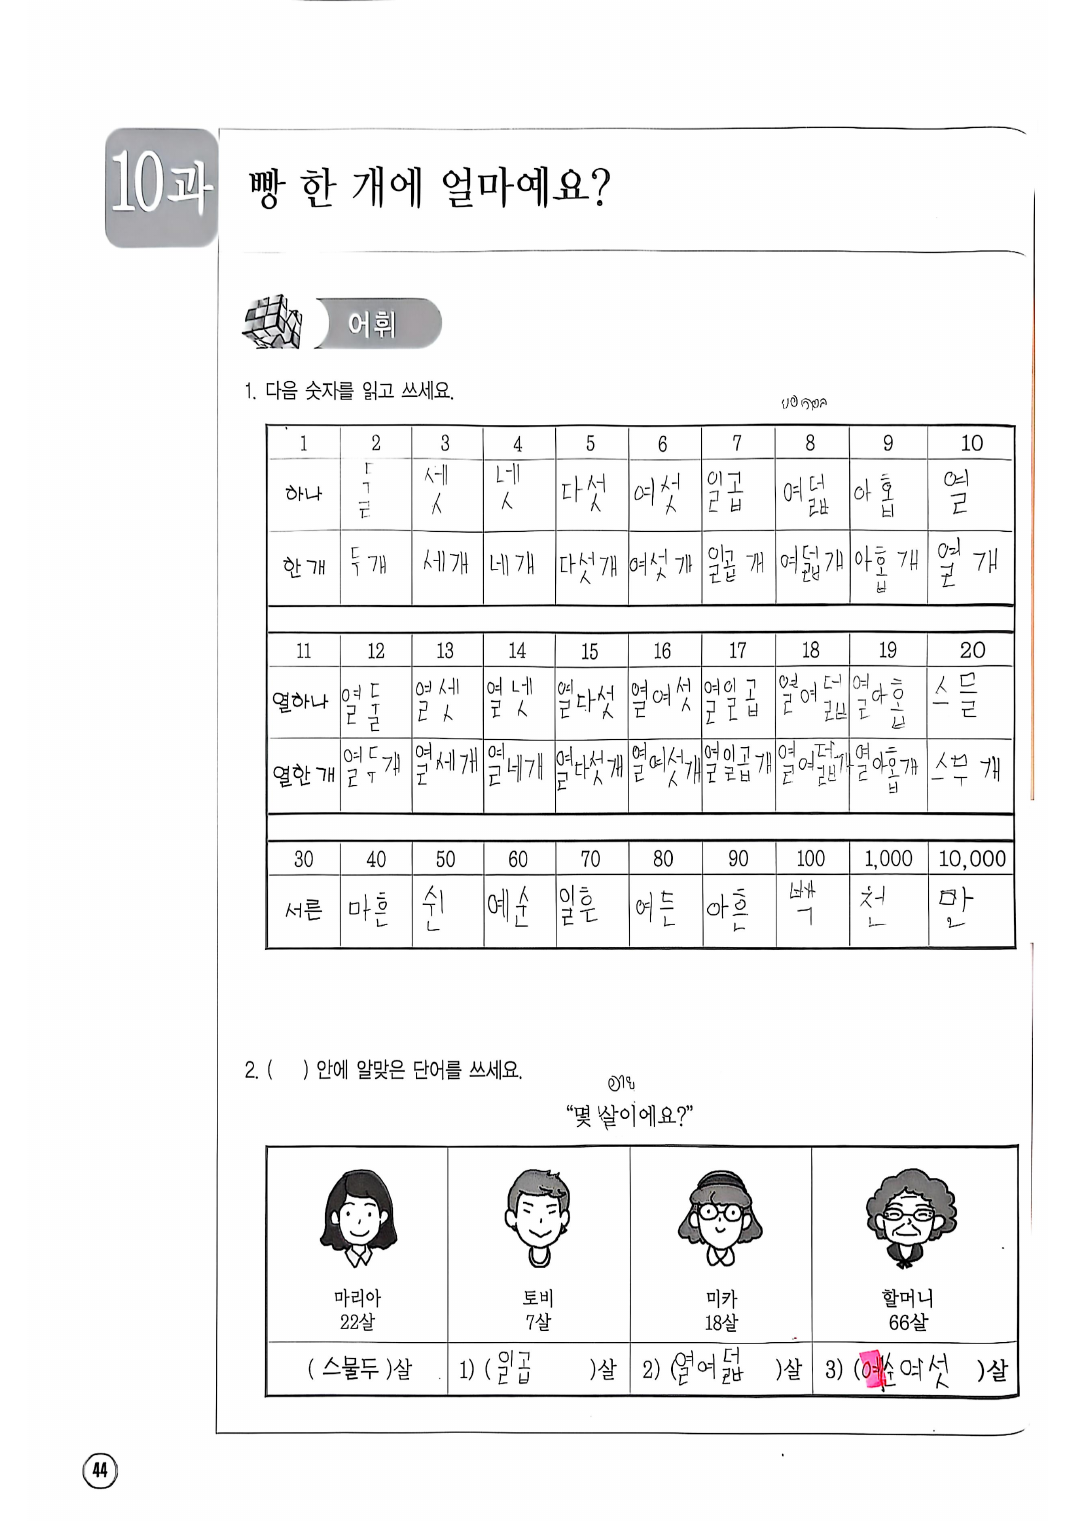 10과
빵 한 개에 얼마예요?
어휘
1. 다음 숫자를 읽고 쓰세요.
1 2 3 4 5 6 7 8 9 10
하나 둘 셋 넷 다섯 여섯 일곱 여덟 아홉 열
한 개 두 개 세 개 네 개 다섯 개 여섯 개 일곱 개 여덟 개 아홉 개 열 개
11 12 13 14 15 16 17 18 19 20
열하나 열둘 열셋 열넷 열다섯 열여섯 열일곱 열여덟 열아홉 스믈
열한 개 열두 개 열세 개 열네 개 열다섯 개 열여섯 개 열일곱 개 열여덟 개 열아홉 개 스무 개
30 40 50 60 70 80 90 100 1,000 10,000
서른 마흔 쉰 예순 일흔 여든 아흔 백 천 만
2. ( ) 안에 알맞은 단어를 쓰세요.
อายุ
“몇 살이에요?”
마리아 토비 미카 할머니
22살 7살 18살 66살
( 스물두 )살 1) ( 일곱 )살 2) ( 열여덟 )살 3) ( 예순여섯 )살
44